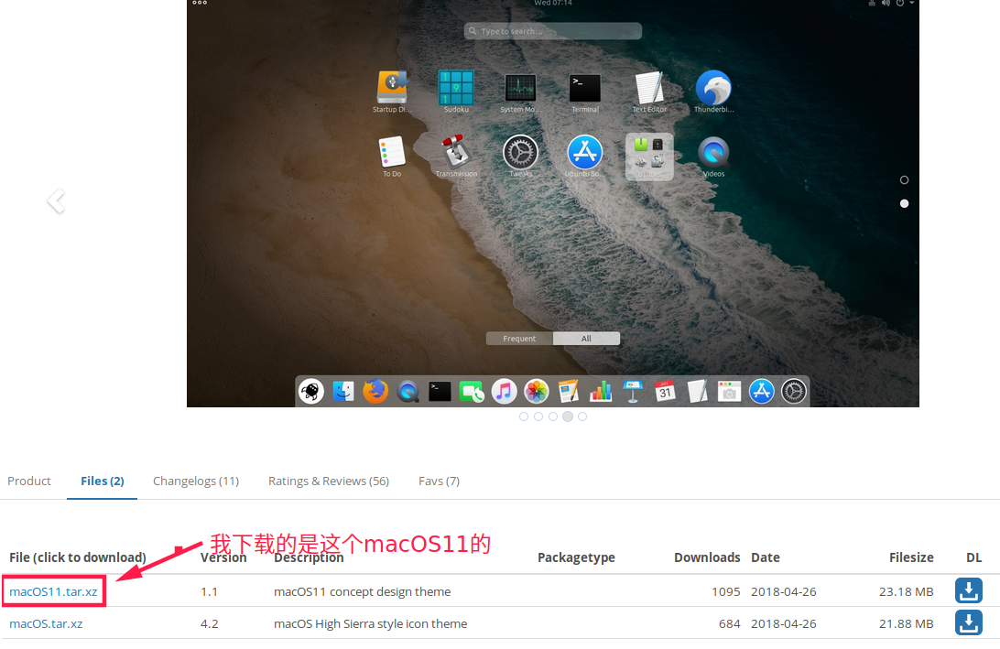 Wed 07:14
Type to search...
Startup Di...
Sudoku
System Mo...
Terminal
Text Editor
Thunderbi...
To Do
Transmission
Tweaks
Ubuntu So...
Videos
Frequent All
31
Product Files (2) Changelogs (11) Ratings & Reviews (56) Favs (7)
我下载的是这个macOS11的
File (click to download) Version Description Packagetype Downloads Date Filesize DL
macOS11.tar.xz 1.1 macOS11 concept design theme 1095 2018-04-26 23.18 MB
macOS.tar.xz 4.2 macOS High Sierra style icon theme 684 2018-04-26 21.88 MB